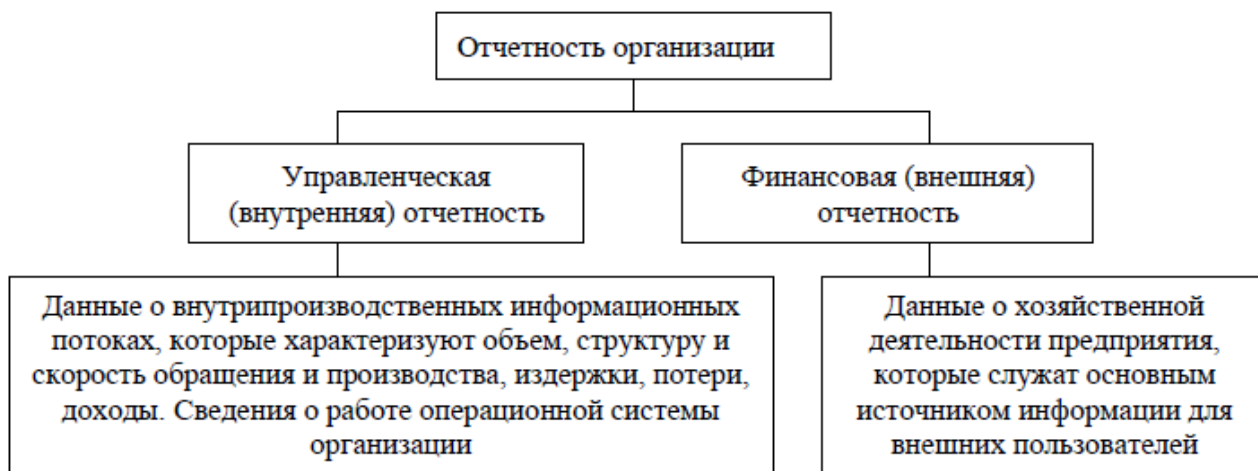 Отчетность организации
Управленческая
(внутренняя) отчетность
Финансовая (внешняя)
отчетность
Данные о внутрипроизводственных информационных
потоках, которые характеризуют объем, структуру и
скорость обращения и производства, издержки, потери,
доходы. Сведения о работе операционной системы
организации
Данные о хозяйственной
деятельности предприятия,
которые служат основным
источником информации для
внешних пользователей